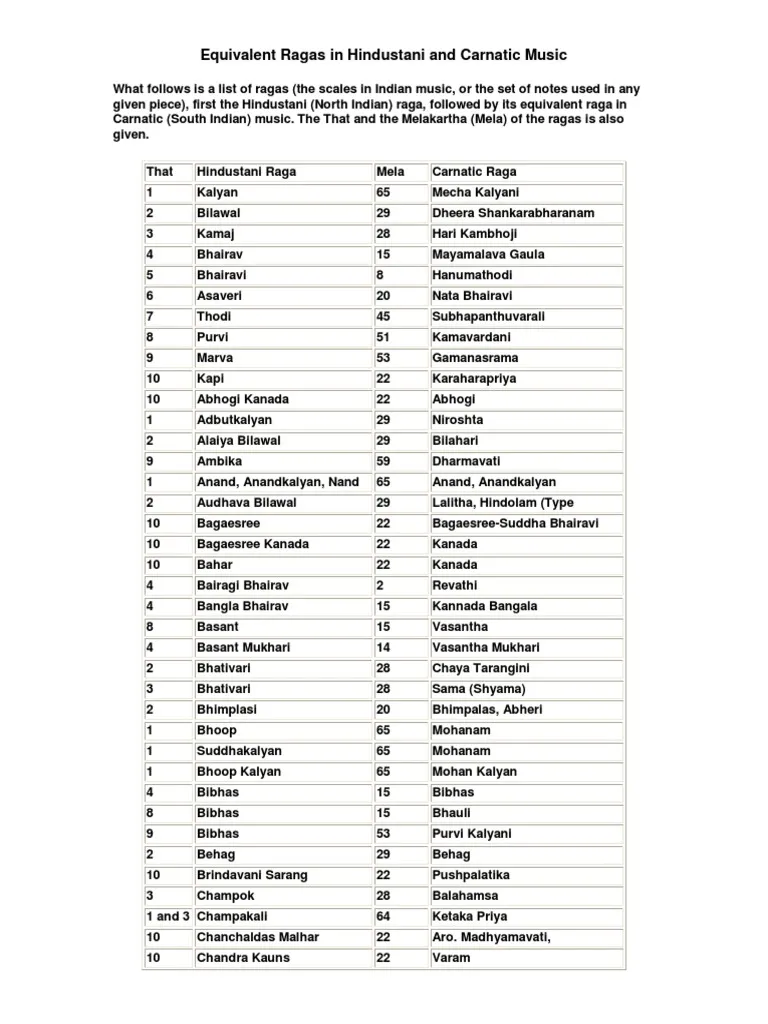 Equivalent Ragas in Hindustani and Carnatic Music
What follows is a list of ragas (the scales in Indian music, or the set of notes used in any
given piece), first the Hindustani (North Indian) raga, followed by its equivalent raga in
Carnatic (South Indian) music. The That and the Melakartha (Mela) of the ragas is also
given.
That Hindustani Raga Mela Carnatic Raga
1 Kalyan 65 Mecha Kalyani
2 Bilawal 29 Dheera Shankarabharanam
3 Kamaj 28 Hari Kambhoji
4 Bhairav 15 Mayamalava Gaula
5 Bhairavi 8 Hanumathodi
6 Asaveri 20 Nata Bhairavi
7 Thodi 45 Subhapanthuvarali
8 Purvi 51 Kamavardani
9 Marva 53 Gamanasrama
10 Kapi 22 Karaharapriya
10 Abhogi Kanada 22 Abhogi
1 Adbutkalyan 29 Niroshta
2 Alaiya Bilawal 29 Bilahari
9 Ambika 59 Dharmavati
1 Anand, Anandkalyan, Nand 65 Anand, Anandkalyan
2 Audhava Bilawal 29 Lalitha, Hindolam (Type
10 Bagaesree 22 Bagaesree-Suddha Bhairavi
10 Bagaesree Kanada 22 Kanada
10 Bahar 22 Kanada
4 Bairagi Bhairav 2 Revathi
4 Bangla Bhairav 15 Kannada Bangala
8 Basant 15 Vasantha
4 Basant Mukhari 14 Vasantha Mukhari
2 Bhativari 28 Chaya Tarangini
3 Bhativari 28 Sama (Shyama)
2 Bhimplasi 20 Bhimpalas, Abheri
1 Bhoop 65 Mohanam
1 Suddhakalyan 65 Mohanam
1 Bhoop Kalyan 65 Mohan Kalyan
4 Bibhas 15 Bibhas
8 Bibhas 15 Bhauli
9 Bibhas 53 Purvi Kalyani
2 Behag 29 Behag
10 Brindavani Sarang 22 Pushpalatika
3 Champok 28 Balahamsa
1 and 3 Champakali 64 Ketaka Priya
10 Chanchaldas Malhar 22 Aro. Madhyamavati,
10 Chandra Kauns 22 Varam